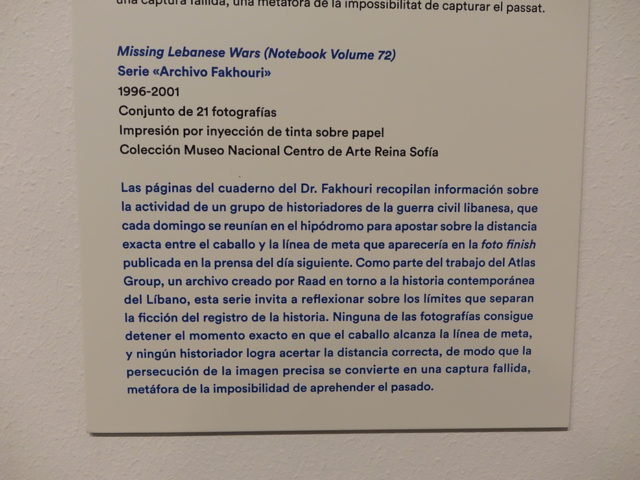 una captura fallida, una metàfora de la impossibilitat de capturar el passat.
Missing Lebanese Wars (Notebook Volume 72)
Serie «Archivo Fakhouri»
1996-2001
Conjunto de 21 fotografías
Impresión por inyección de tinta sobre papel
Colección Museo Nacional Centro de Arte Reina Sofía
Las páginas del cuaderno del Dr. Fakhouri recopilan información sobre
la actividad de un grupo de historiadores de la guerra civil libanesa, que
cada domingo se reunían en el hipódromo para apostar sobre la distancia
exacta entre el caballo y la línea de meta que aparecería en la foto finish
publicada en la prensa del día siguiente. Como parte del trabajo del Atlas
Group, un archivo creado por Raad en torno a la historia contemporánea
del Líbano, esta serie invita a reflexionar sobre los límites que separan
la ficción del registro de la historia. Ninguna de las fotografías consigue
detener el momento exacto en que el caballo alcanza la línea de meta,
y ningún historiador logra acertar la distancia correcta, de modo que la
persecución de la imagen precisa se convierte en una captura fallida,
metáfora de la imposibilidad de aprehender el pasado.